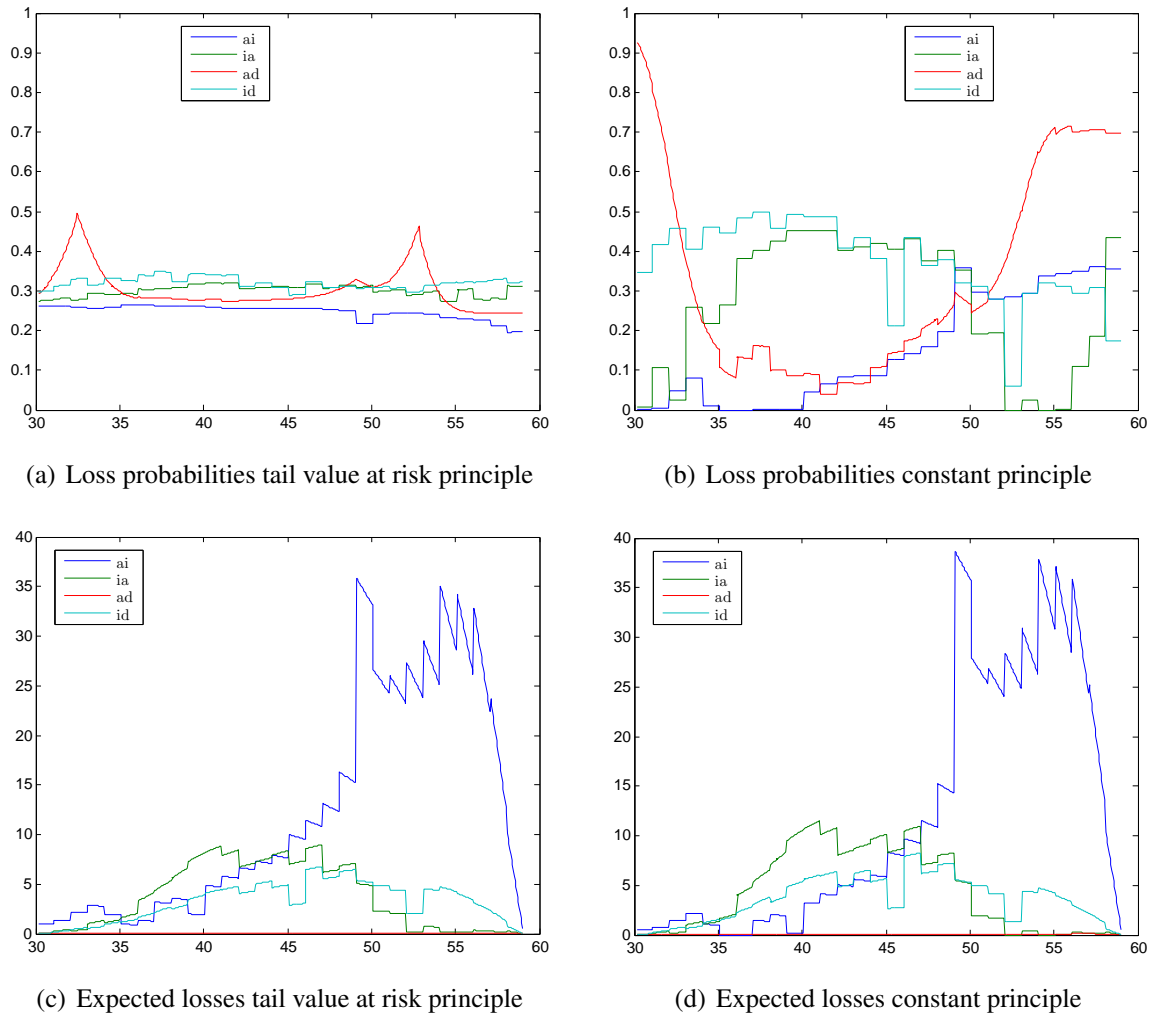 1
0.9
0.8
0.7
0.6
0.5
0.4
0.3
0.2
0.1
0
30 35 40 45 50 55 60
ai
ia
ad
id
(a) Loss probabilities tail value at risk principle
1
0.9
0.8
0.7
0.6
0.5
0.4
0.3
0.2
0.1
0
30 35 40 45 50 55 60
ai
ia
ad
id
(b) Loss probabilities constant principle
40
35
30
25
20
15
10
5
0
30 35 40 45 50 55 60
ai
ia
ad
id
(c) Expected losses tail value at risk principle
40
35
30
25
20
15
10
5
0
30 35 40 45 50 55 60
ai
ia
ad
id
(d) Expected losses constant principle